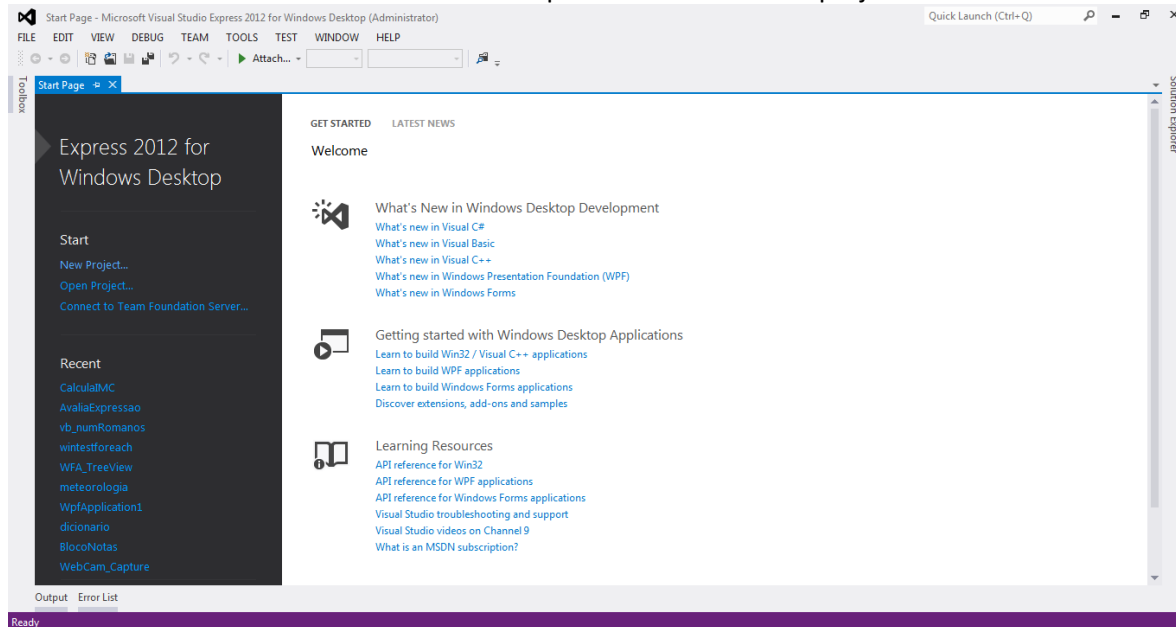 Start Page - Microsoft Visual Studio Express 2012 for Windows Desktop (Administrator)
Quick Launch (Ctrl+Q)
FILE EDIT VIEW DEBUG TEAM TOOLS TEST WINDOW HELP
Attach...
Toolbox
Start Page
Solution Explorer
Express 2012 for
Windows Desktop
Start
New Project...
Open Project...
Connect to Team Foundation Server...
Recent
CalculaIMC
AvaliaExpressao
vb_numRomanos
wintestforeach
WFA_TreeView
meteorologia
WpfApplication1
dicionario
BlocoNotas
WebCam_Capture
GET STARTED LATEST NEWS
Welcome
What's New in Windows Desktop Development
What's new in Visual C#
What's new in Visual Basic
What's new in Visual C++
What's new in Windows Presentation Foundation (WPF)
What's new in Windows Forms
Getting started with Windows Desktop Applications
Learn to build Win32 / Visual C++ applications
Learn to build WPF applications
Learn to build Windows Forms applications
Discover extensions, add-ons and samples
Learning Resources
API reference for Win32
API reference for WPF applications
API reference for Windows Forms applications
Visual Studio troubleshooting and support
Visual Studio videos on Channel 9
What is an MSDN subscription?
Output Error List
Ready